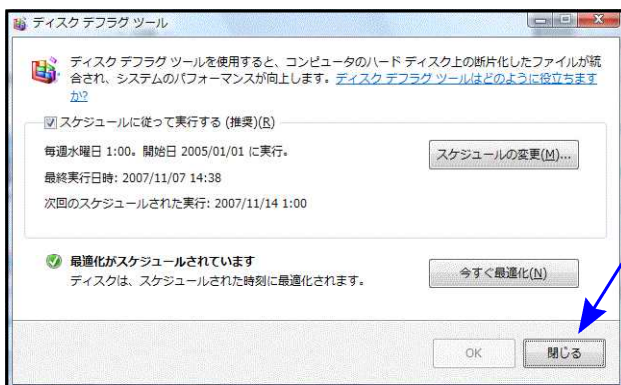 ディスク デフラグ ツール
ディスク デフラグ ツールを使用すると、コンピュータのハード ディスク上の断片化したファイルが統
合され、システムのパフォーマンスが向上します。ディスク デフラグ ツールはどのように役立ちます
か?
スケジュールに従って実行する (推奨)(R)
毎週水曜日 1:00。開始日 2005/01/01 に実行。
スケジュールの変更(M)...
最終実行日時: 2007/11/07 14:38
次回のスケジュールされた実行: 2007/11/14 1:00
最適化がスケジュールされています
ディスクは、スケジュールされた時刻に最適化されます。
今すぐ最適化(N)
OK
閉じる